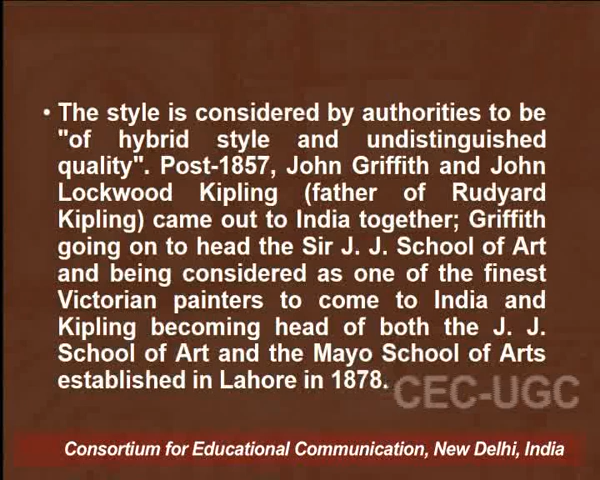 • The style is considered by authorities to be
"of hybrid style and undistinguished
quality". Post-1857, John Griffith and John
Lockwood Kipling (father of Rudyard
Kipling) came out to India together; Griffith
going on to head the Sir J. J. School of Art
and being considered as one of the finest
Victorian painters to come to India and
Kipling becoming head of both the J. J.
School of Art and the Mayo School of Arts
established in Lahore in 1878.
CEC-UGC
Consortium for Educational Communication, New Delhi, India